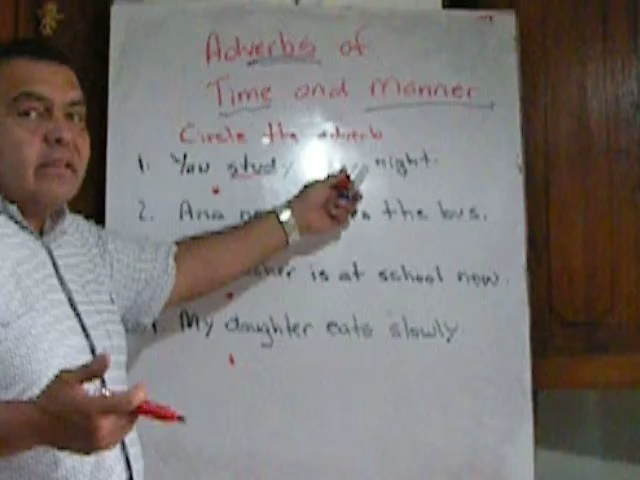 Adverbs of
Time and Manner
Circle the adverb
1. You study night.
2. Ana the bus.
is at school now.
My daughter eats slowly